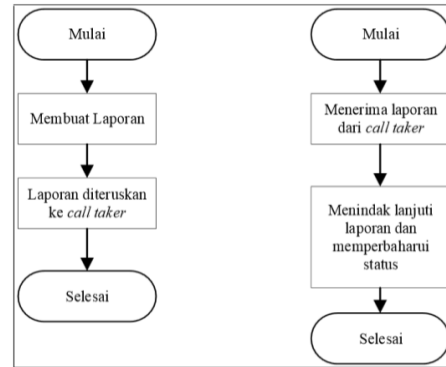 Mulai
Membuat Laporan
Laporan diteruskan
ke call taker
Selesai
Mulai
Menerima laporan
dari call taker
Menindak lanjuti
laporan dan
memperbaharui
status
Selesai